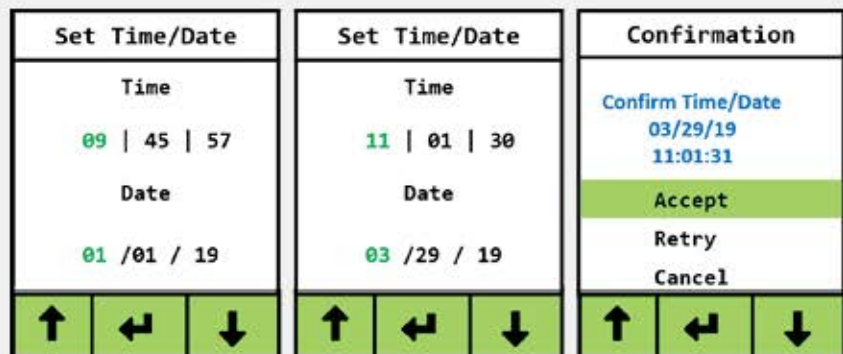 Set Time/Date
Time
09 | 45 | 57
Date
01 /01 / 19
Set Time/Date
Time
11 | 01 | 30
Date
03 /29 / 19
Confirmation
Confirm Time/Date
03/29/19
11:01:31
Accept
Retry
Cancel